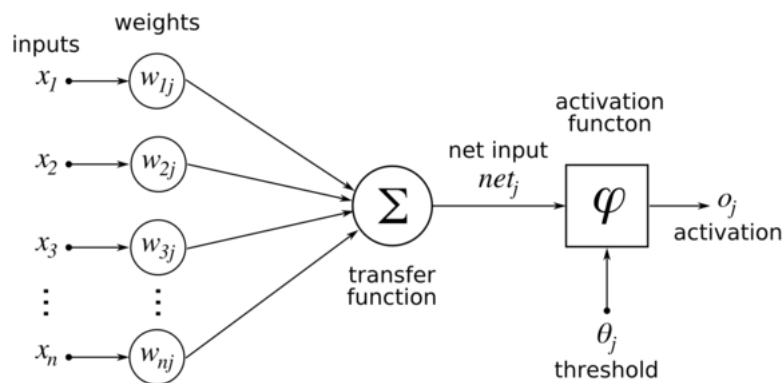 weights
inputs
x1
w1j
x2
w2j
x3
w3j
⋮
⋮
xn
wnj
Σ
transfer
function
net input
netj
activation
functon
φ
oj
activation
θj
threshold